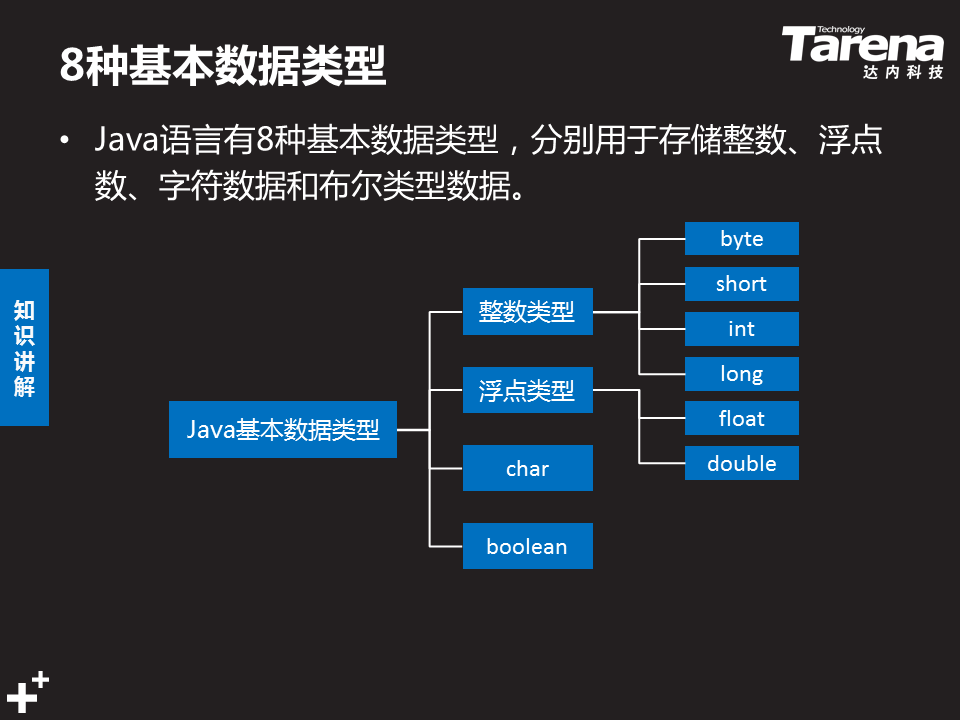 8种基本数据类型
Technology
Tarena
达内科技
• Java语言有8种基本数据类型，分别用于存储整数、浮点
数、字符数据和布尔类型数据。
知
识
讲
解
Java基本数据类型
整数类型
浮点类型
char
boolean
byte
short
int
long
float
double